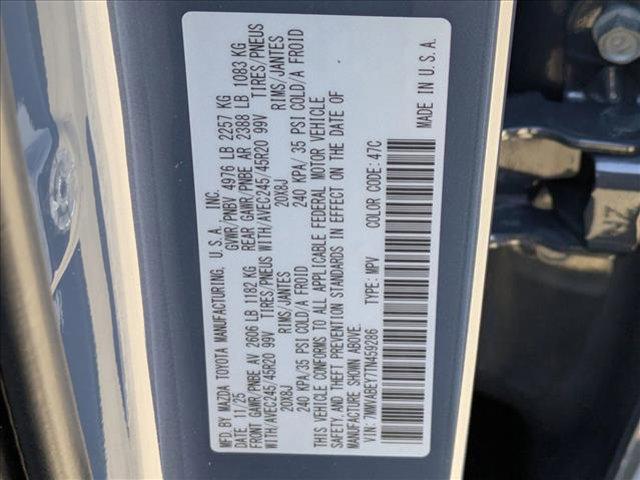 MFD.BY MAZDA TOYOTA MANUFACTURING, U.S.A., INC.
DATE 11/25 GVWR/PNBV 4976 LB 2257 KG
FRONT GAWR/PNBE AV 2606 LB 1182 KG REAR GAWR/PNBE AR 2388 LB 1083 KG
WITH/AVEC245/45R20 99V TIRES/PNEUS WITH/AVEC245/45R20 99V TIRES/PNEUS
20X8J RIMS/JANTES 20X8J RIMS/JANTES
240 KPA/35 PSI COLD/A FROID 240 KPA/ 35 PSI COLD/A FROID
THIS VEHICLE CONFORMS TO ALL APPLICABLE FEDERAL MOTOR VEHICLE
SAFETY, AND THEFT PREVENTION STANDARDS IN EFFECT ON THE DATE OF
MANUFACTURE SHOWN ABOVE.
VIN: 7MMVABEY7TN459286 TYPE: MPV COLOR CODE: 47C
MADE IN U.S.A.